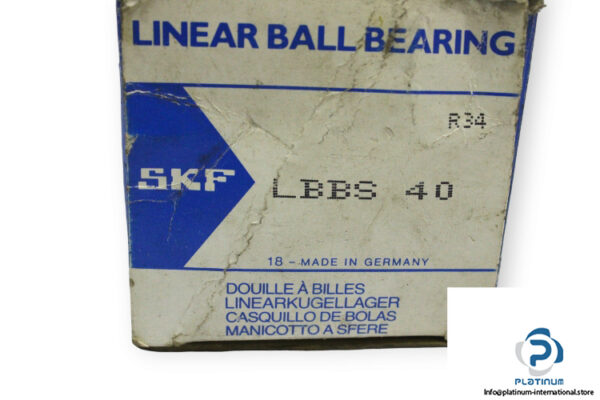 LINEAR BALL BEARING
R34
SKF
LBBS 40
18 - MADE IN GERMANY
DOUILLE À BILLES
LINEARKUGELLAGER
CASQUILLO DE BOLAS
MANICOTTO A SFERE
PLATINUM
Info@platinum-international.store